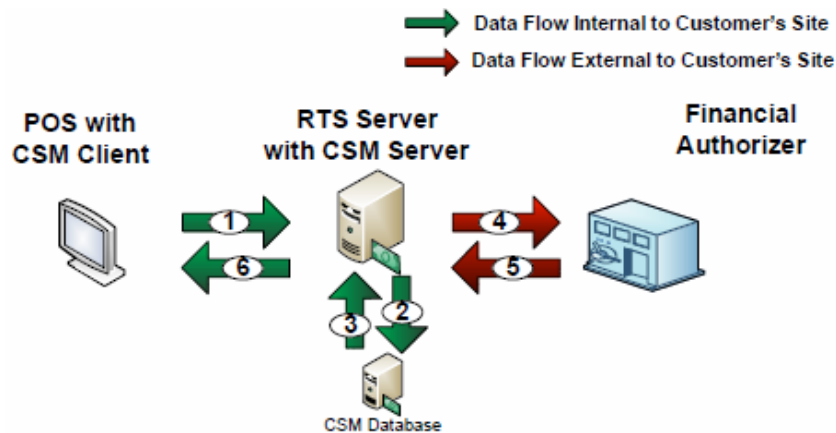 Data Flow Internal to Customer's Site
Data Flow External to Customer's Site
POS with
CSM Client
RTS Server
with CSM Server
Financial
Authorizer
1
4
6
5
3
2
CSM Database